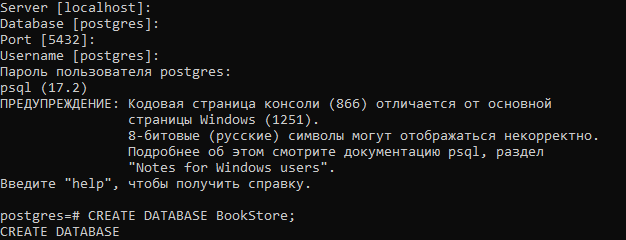 Server [localhost]:
Database [postgres]:
Port [5432]:
Username [postgres]:
Пароль пользователя postgres:
psql (17.2)
ПРЕДУПРЕЖДЕНИЕ: Кодовая страница консоли (866) отличается от основной
страницы Windows (1251).
8-битовые (русские) символы могут отображаться некорректно.
Подробнее об этом смотрите документацию psql, раздел
"Notes for Windows users".
Введите "help", чтобы получить справку.
postgres=# CREATE DATABASE BookStore;
CREATE DATABASE